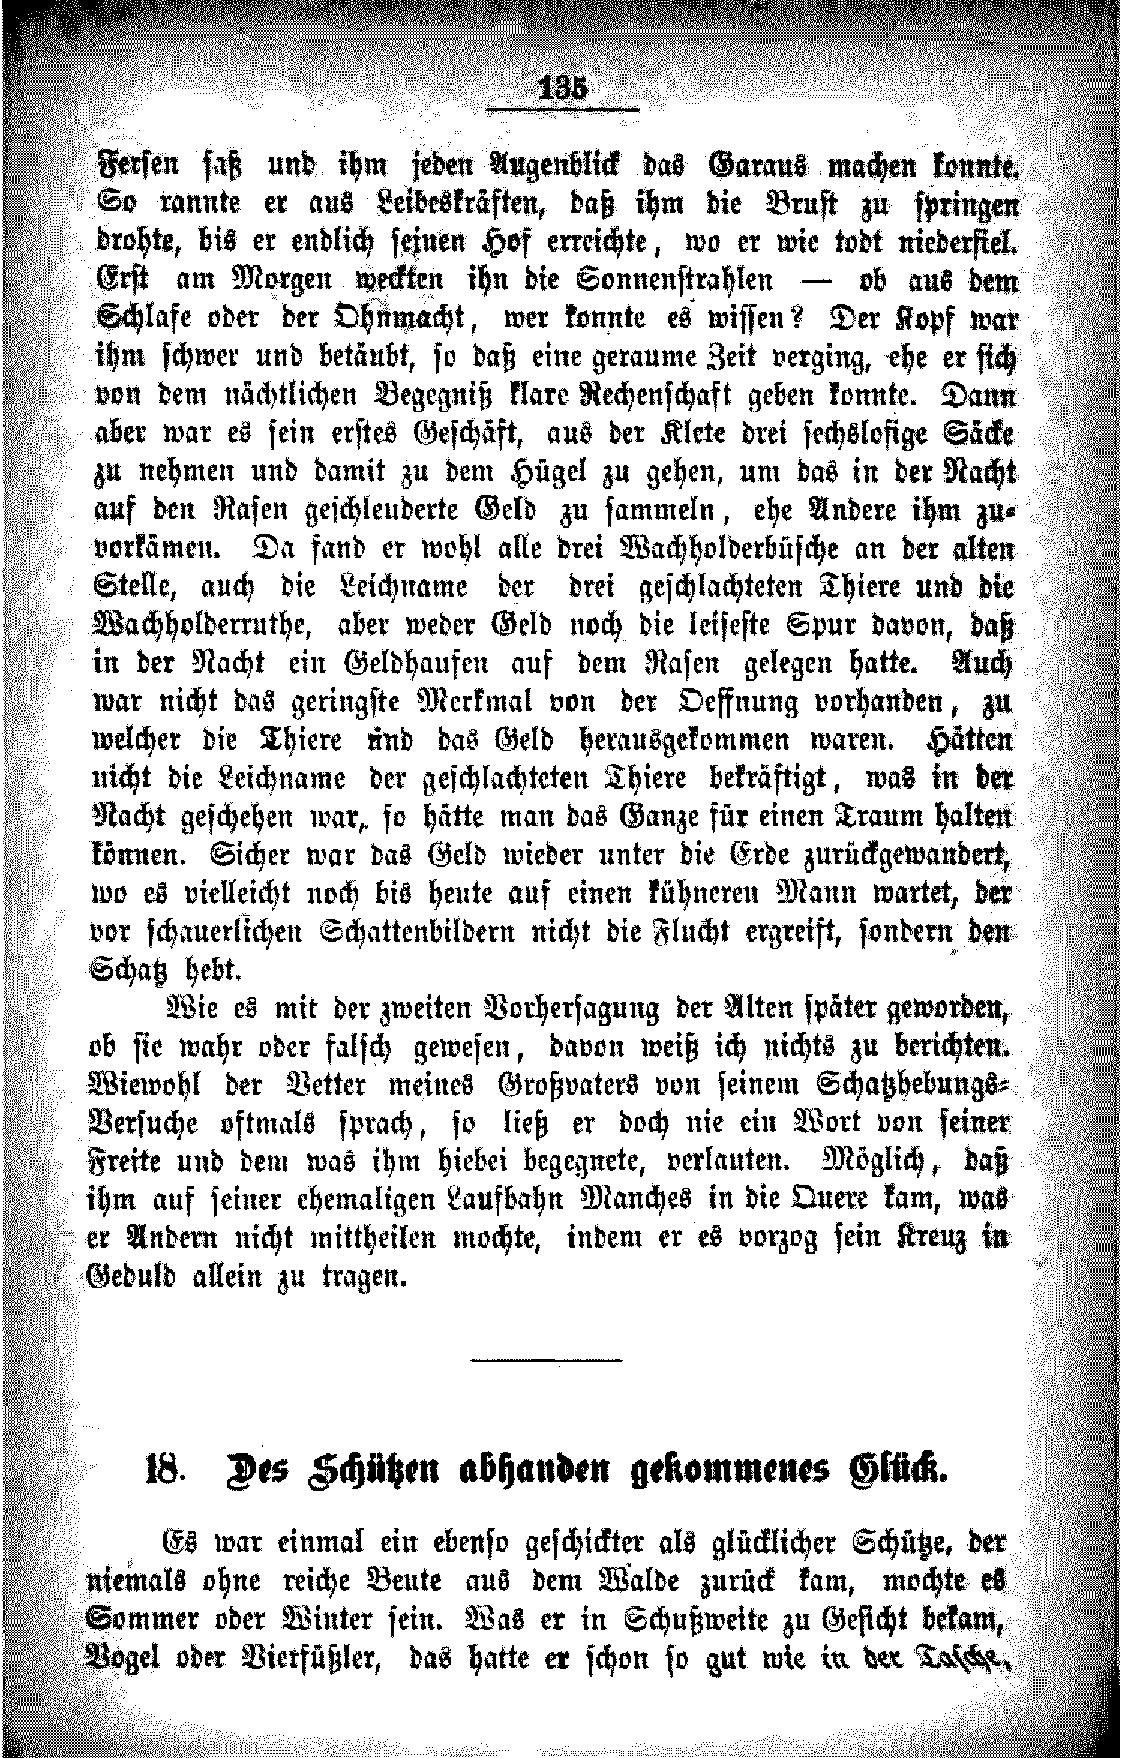 135
Fersen saß und ihm jeden Augenblick das Garaus machen konnte.
So rannte er aus Leibeskräften, daß ihm die Brust zu springen
drohte, bis er endlich seinen Hof erreichte, wo er wie todt niederfiel.
Erst am Morgen weckten ihn die Sonnenstrahlen — ob aus dem
Schlafe oder der Ohnmacht, wer konnte es wissen? Der Kopf war
ihm schwer und betäubt, so daß eine geraume Zeit verging, ehe er sich
von dem nächtlichen Begegniß klare Rechenschaft geben konnte. Dann
aber war es sein erstes Geschäft, aus der Klete drei sechslofige Säcke
zu nehmen und damit zu dem Hügel zu gehen, um das in der Nacht
auf den Rasen geschleuderte Geld zu sammeln, ehe Andere ihm zu-
vorkämen. Da fand er wohl alle drei Wachholderbüsche an der alten
Stelle, auch die Leichname der drei geschlachteten Thiere und die
Wachholderruthe, aber weder Geld noch die leiseste Spur davon, daß
in der Nacht ein Geldhaufen auf dem Rasen gelegen hatte. Auch
war nicht das geringste Merkmal von der Oeffnung vorhanden, zu
welcher die Thiere und das Geld herausgekommen waren. Hätten
nicht die Leichname der geschlachteten Thiere bekräftigt, was in der
Nacht geschehen war, so hätte man das Ganze für einen Traum halten
können. Sicher war das Geld wieder unter die Erde zurückgewandert,
wo es vielleicht noch bis heute auf einen kühneren Mann wartet, der
vor schauerlichen Schattenbildern nicht die Flucht ergreift, sondern den
Schatz hebt.
Wie es mit der zweiten Vorhersagung der Alten später geworden,
ob sie wahr oder falsch gewesen, davon weiß ich nichts zu berichten.
Wiewohl der Vetter meines Großvaters von seinem Schatzhebungs-
Versuche oftmals sprach, so ließ er doch nie ein Wort von seiner
Freite und dem was ihm hiebei begegnete, verlauten. Möglich, daß
ihm auf seiner ehemaligen Laufbahn Manches in die Quere kam, was
er Andern nicht mittheilen mochte, indem er es vorzog sein Kreuz in
Geduld allein zu tragen.
18. Des Schützen abhanden gekommenes Glück.
Es war einmal ein ebenso geschickter als glücklicher Schütze, der
niemals ohne reiche Beute aus dem Walde zurück kam, mochte es
Sommer oder Winter sein. Was er in Schußweite zu Gesicht bekam,
Vogel oder Vierfüßler, das hatte er schon so gut wie in der Tasche,